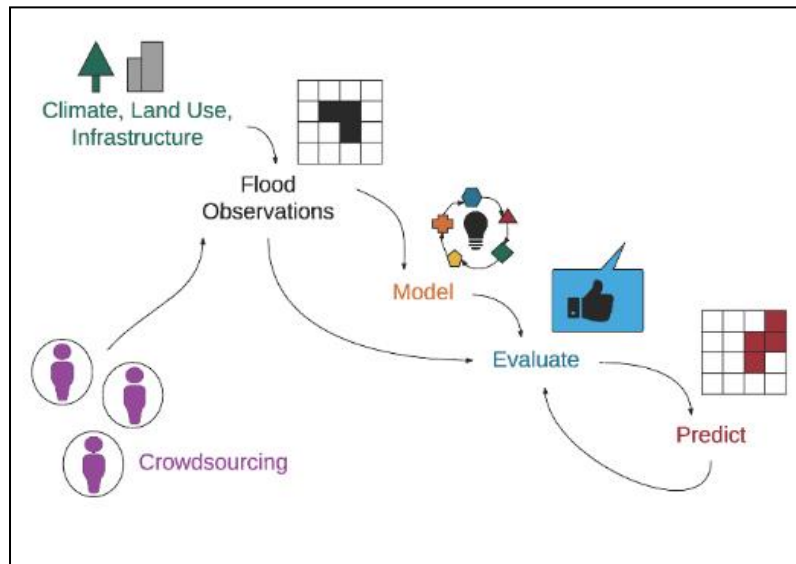 Climate, Land Use,
Infrastructure
Flood
Observations
Model
Evaluate
Predict
Crowdsourcing